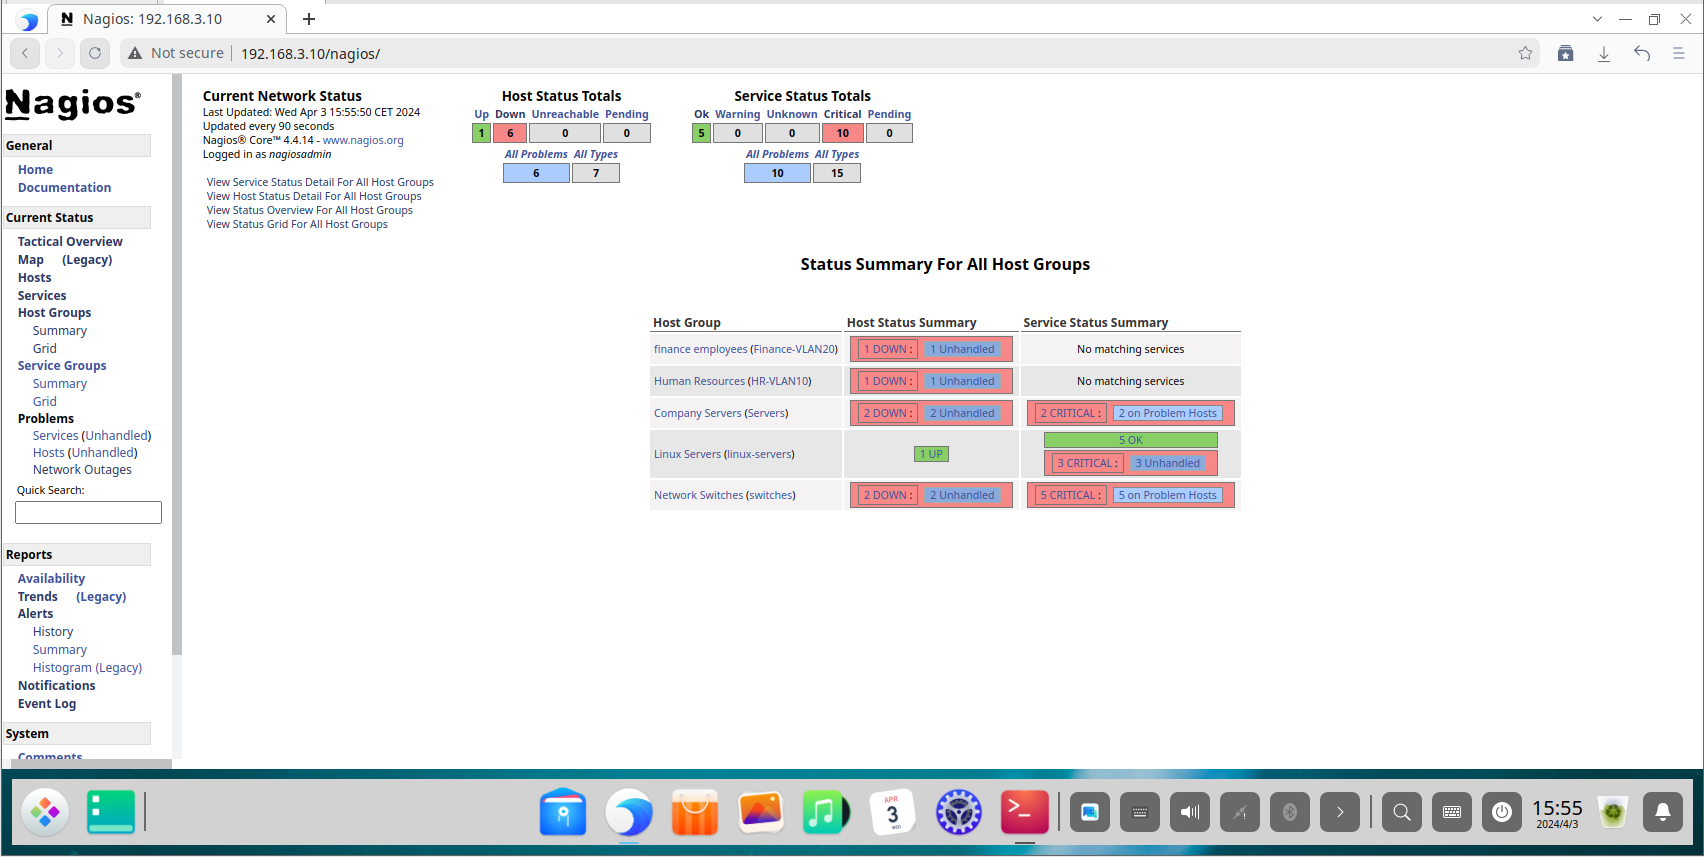 Nagios: 192.168.3.10
Not secure
192.168.3.10/nagios/
Nagios®
General
Home
Documentation
Current Status
Tactical Overview
Map (Legacy)
Hosts
Services
Host Groups
Summary
Grid
Service Groups
Summary
Grid
Problems
Services (Unhandled)
Hosts (Unhandled)
Network Outages
Quick Search:
Reports
Availability
Trends (Legacy)
Alerts
History
Summary
Histogram (Legacy)
Notifications
Event Log
System
Comments
Current Network Status
Last Updated: Wed Apr 3 15:55:50 CET 2024
Updated every 90 seconds
Nagios® Core™ 4.4.14 - www.nagios.org
Logged in as nagiosadmin
View Service Status Detail For All Host Groups
View Host Status Detail For All Host Groups
View Status Overview For All Host Groups
View Status Grid For All Host Groups
Host Status Totals
Up Down Unreachable Pending
1 6 0 0
All Problems All Types
6 7
Service Status Totals
Ok Warning Unknown Critical Pending
5 0 0 10 0
All Problems All Types
10 15
Status Summary For All Host Groups
Host Group Host Status Summary Service Status Summary
finance employees (Finance-VLAN20) 1 DOWN : 1 Unhandled No matching services
Human Resources (HR-VLAN10) 1 DOWN : 1 Unhandled No matching services
Company Servers (Servers) 2 DOWN : 2 Unhandled 2 CRITICAL : 2 on Problem Hosts
Linux Servers (linux-servers) 1 UP 5 OK
3 CRITICAL : 3 Unhandled
Network Switches (switches) 2 DOWN : 2 Unhandled 5 CRITICAL : 5 on Problem Hosts
APR
3
WED
15:55
2024/4/3